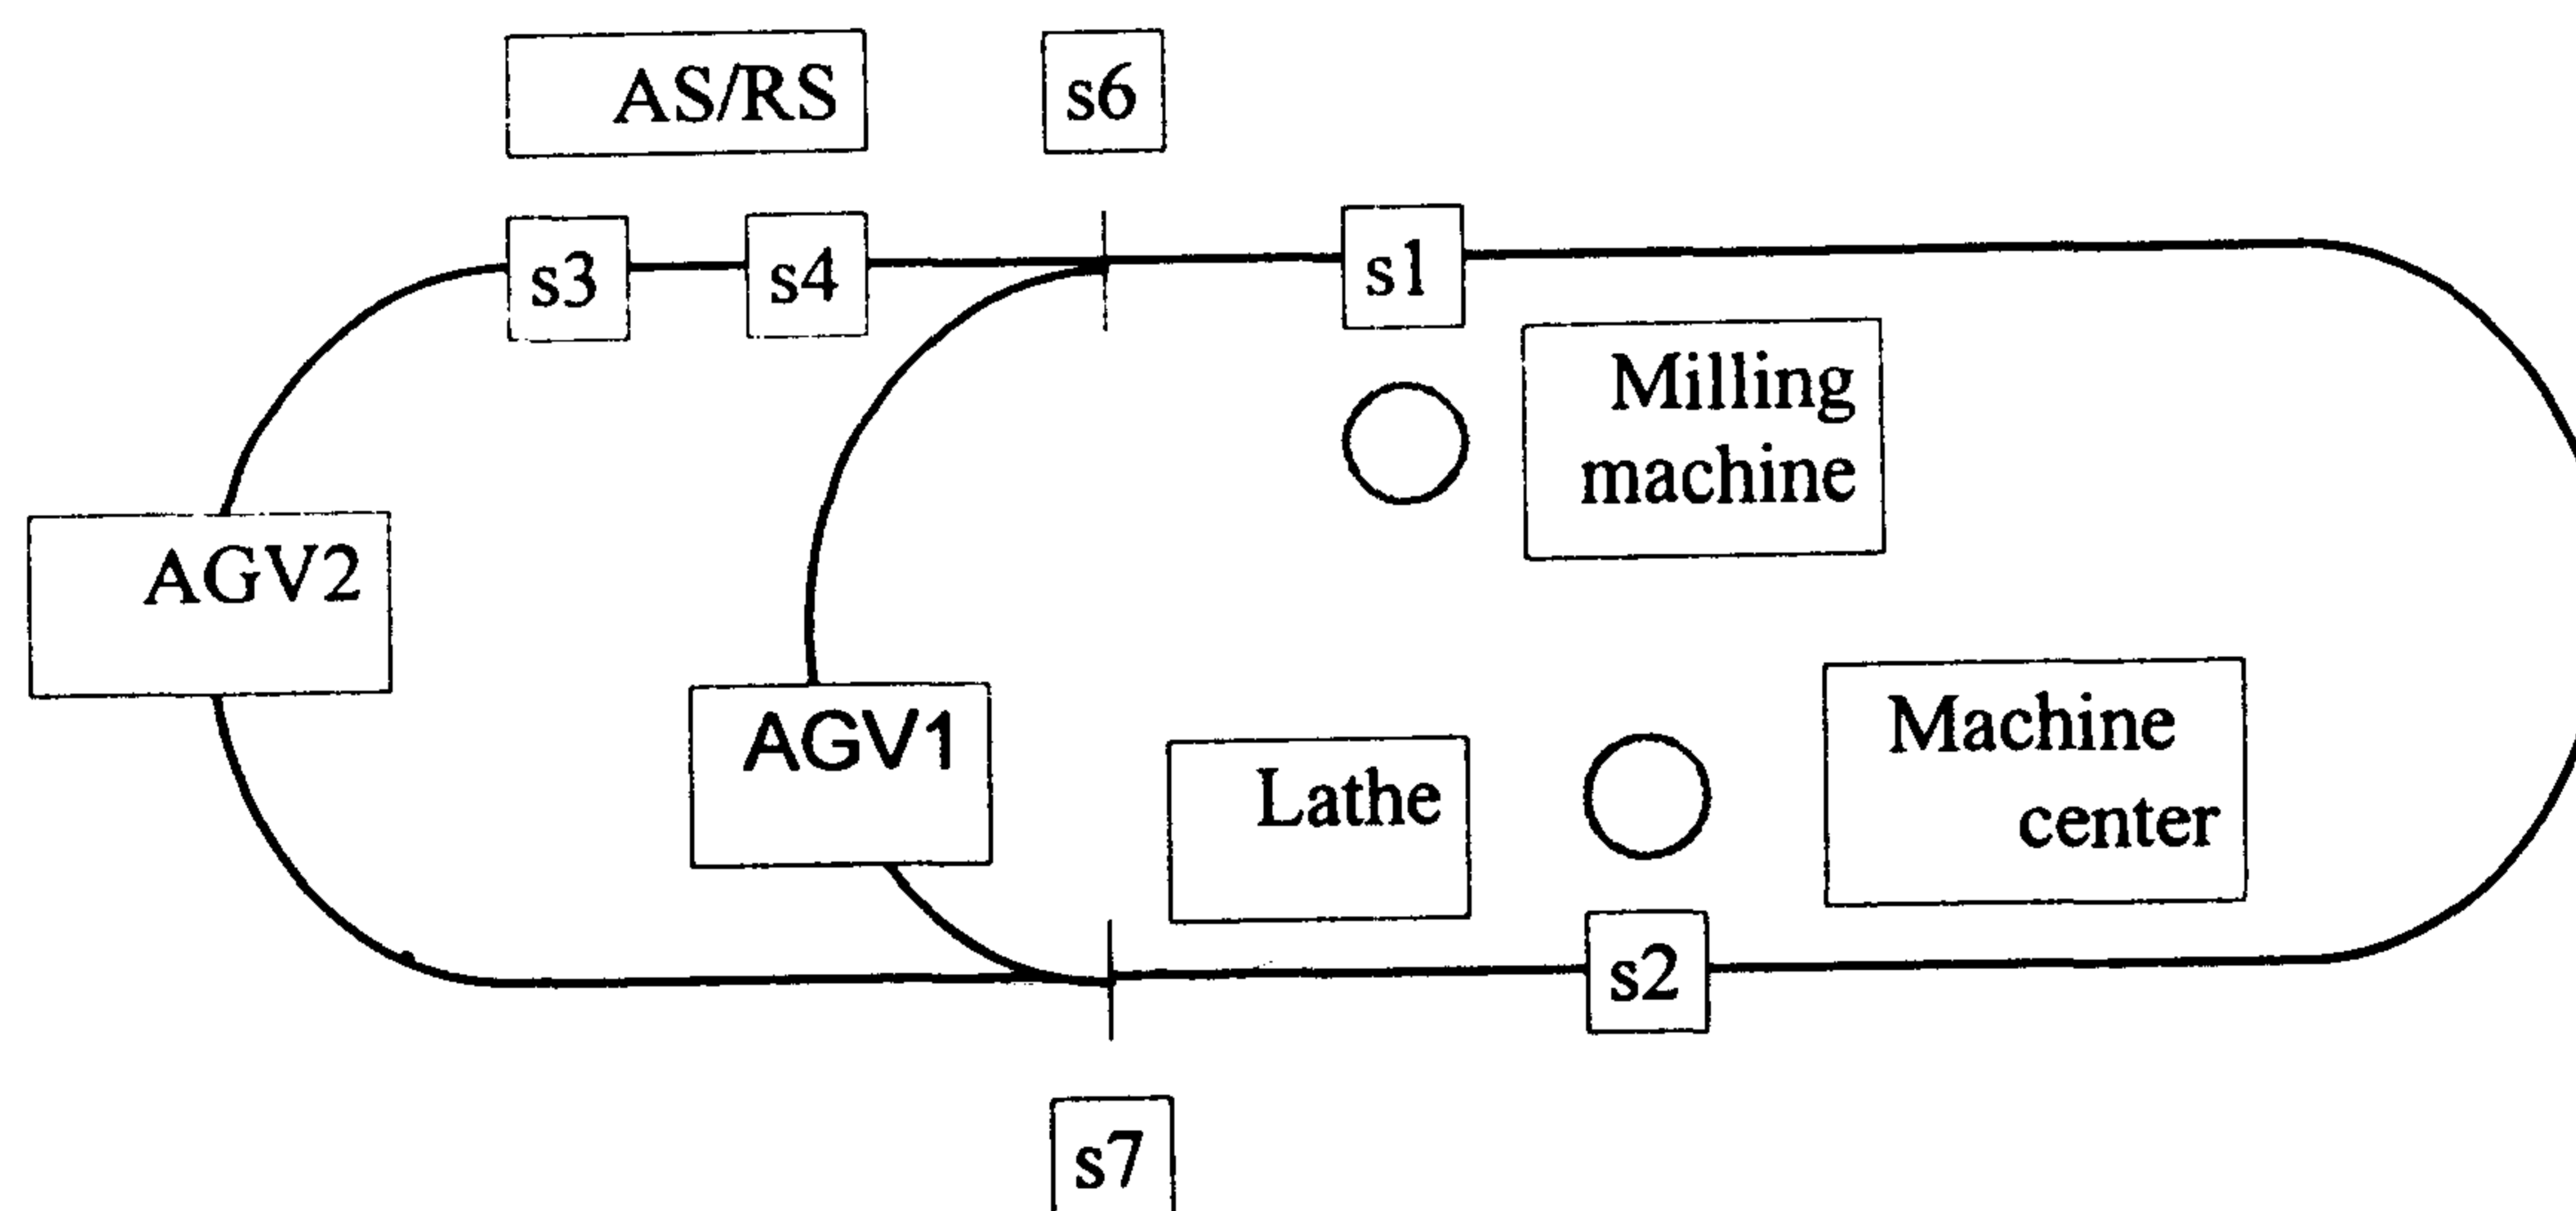 AS/RS
s6
s3
s4
s1
Milling
machine
AGV2
AGV1
Lathe
Machine
center
s2
s7